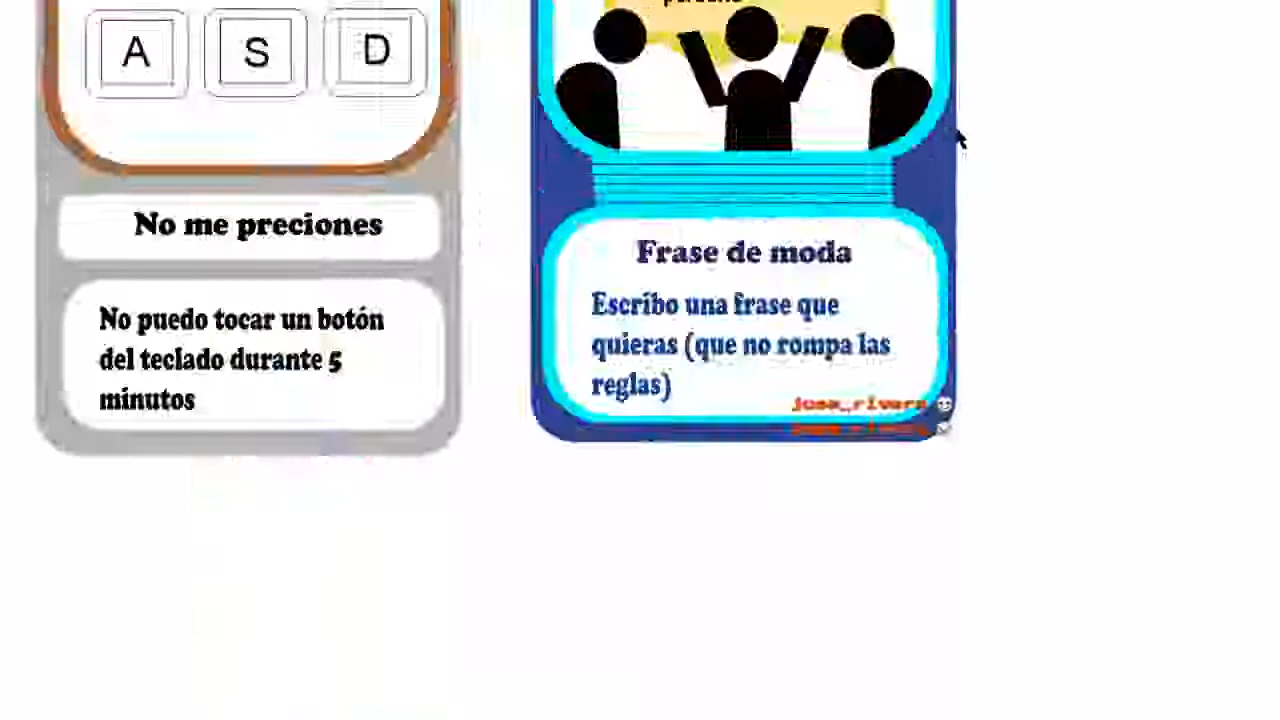 A S D
No me preciones
No puedo tocar un botón
del teclado durante 5
minutos
Frase de moda
Escribo una frase que
quieras (que no rompa las
reglas)